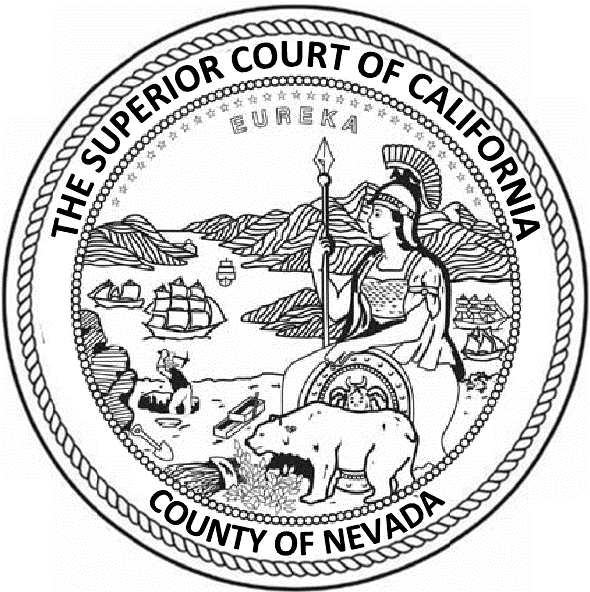 THE SUPERIOR COURT OF CALIFORNIA
EUREKA
COUNTY OF NEVADA